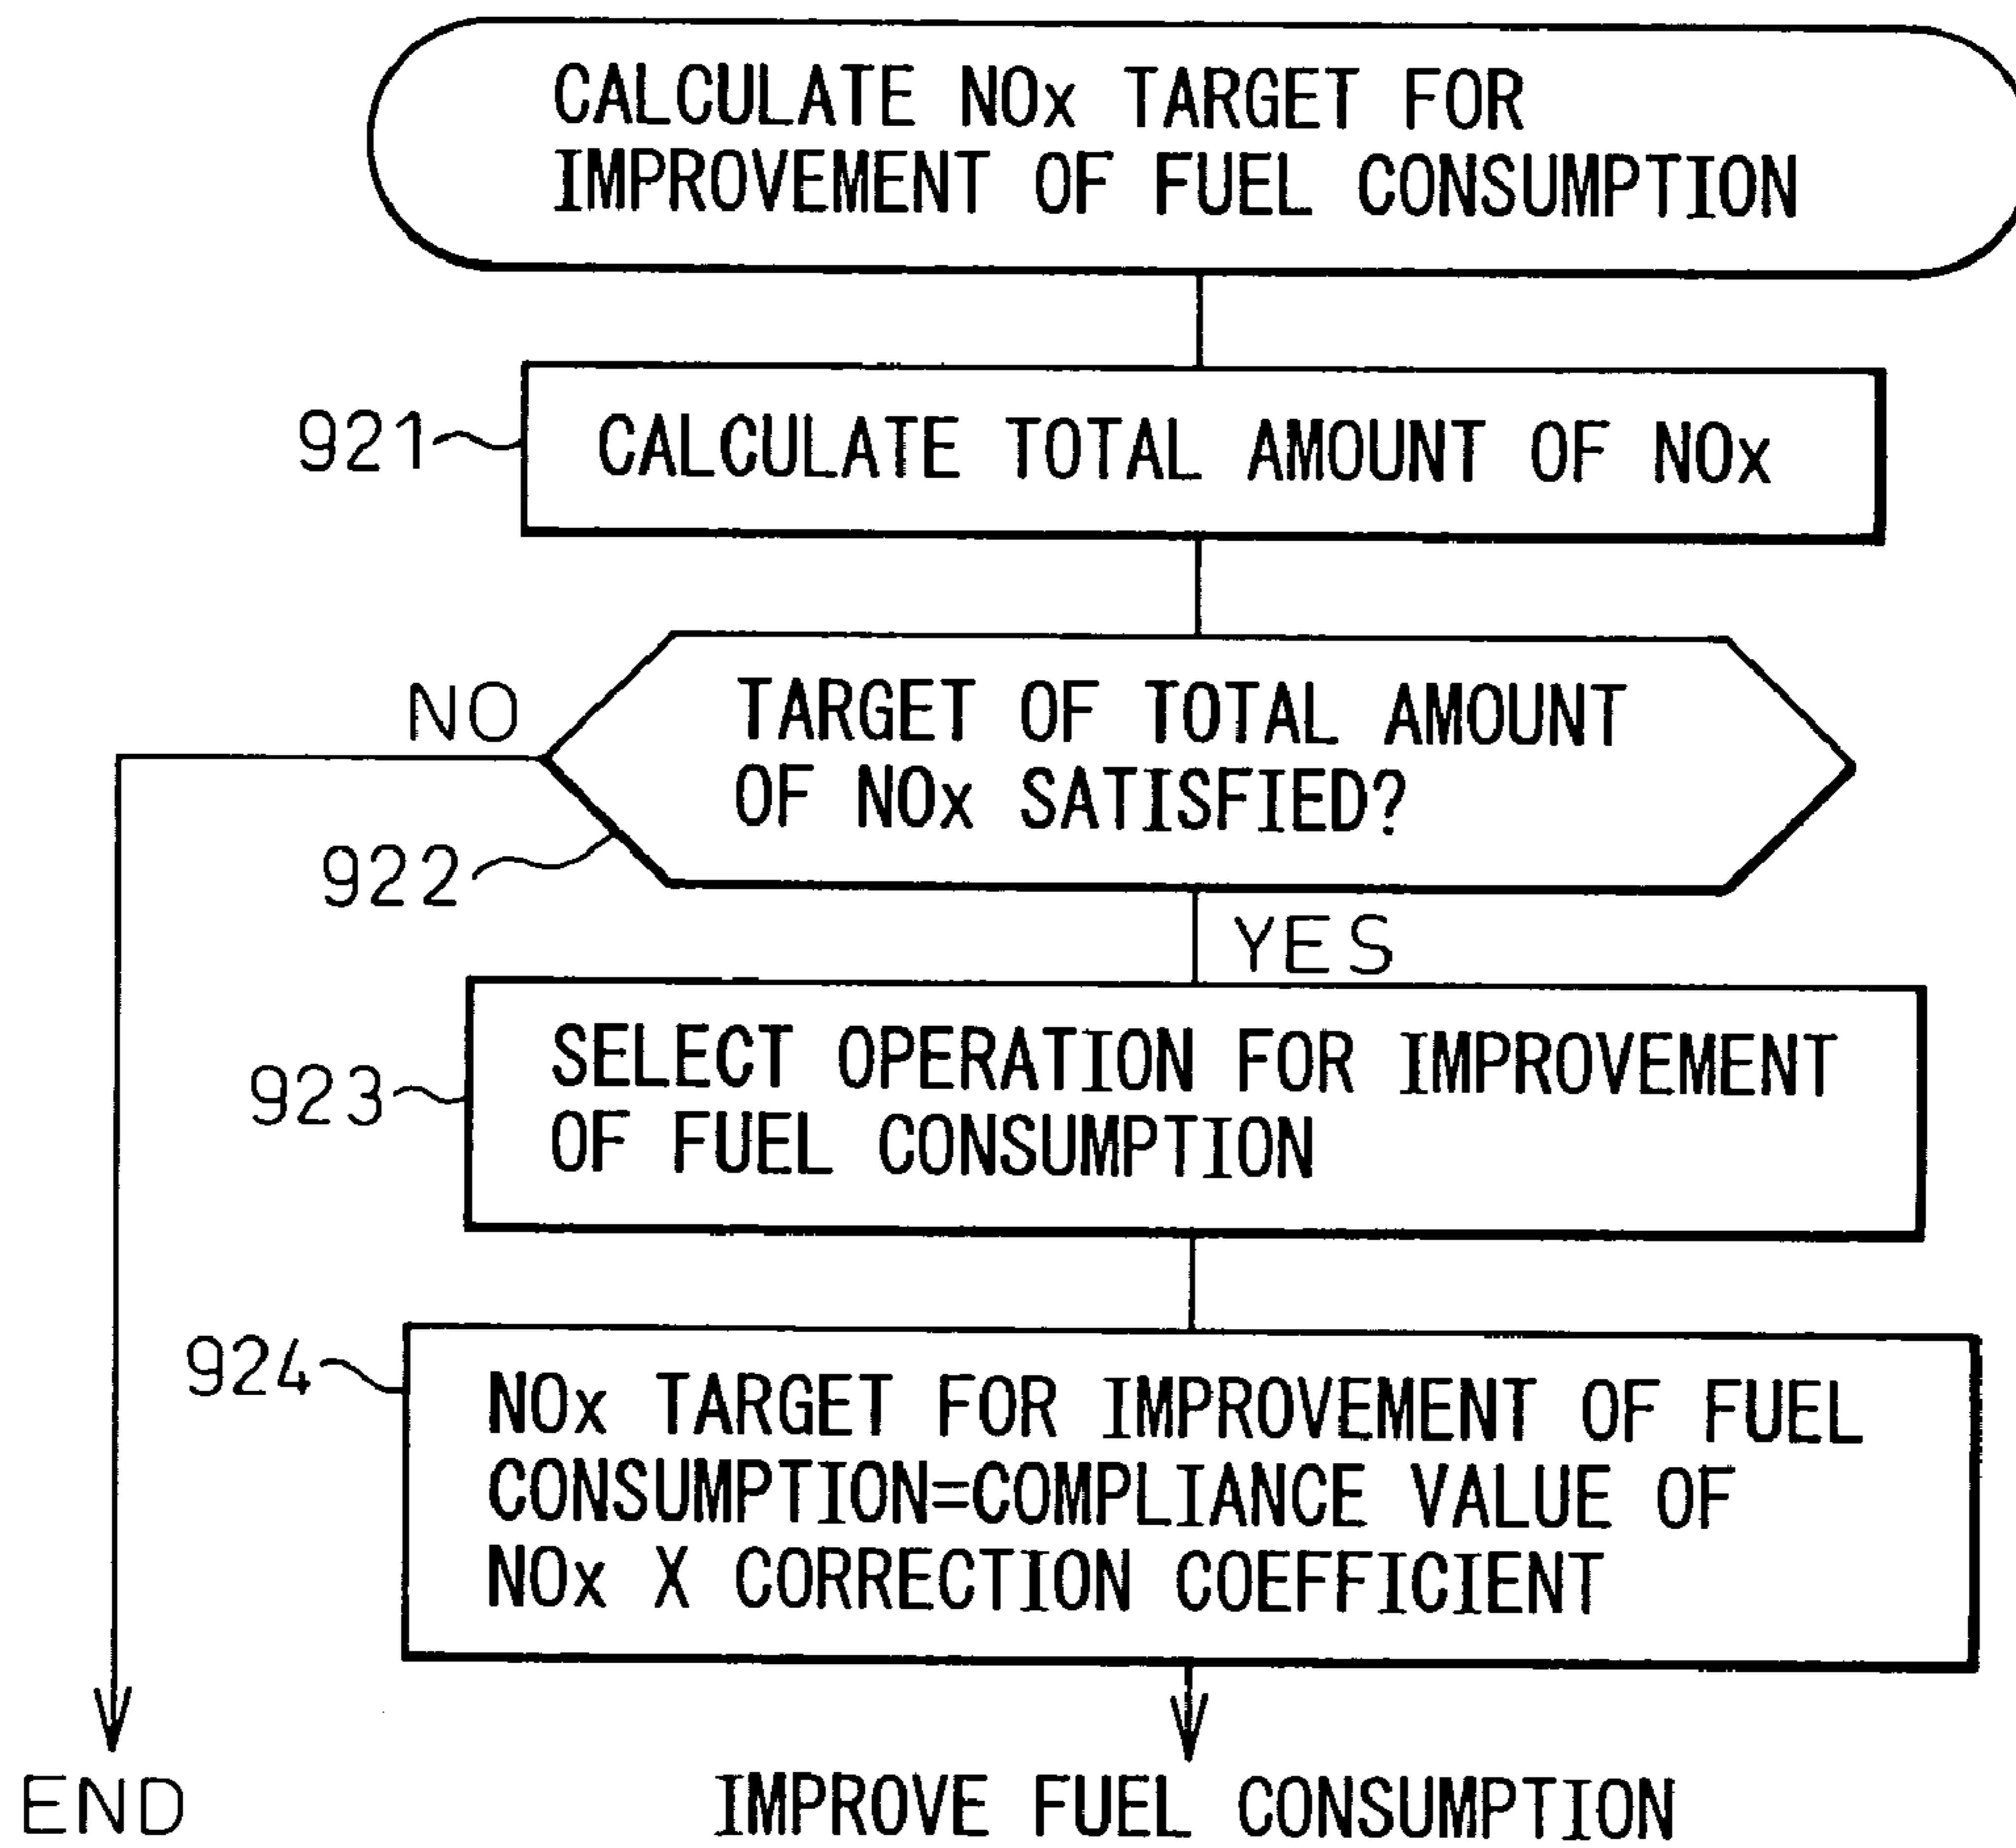 CALCULATE NOx TARGET FOR
IMPROVEMENT OF FUEL CONSUMPTION
921
CALCULATE TOTAL AMOUNT OF NOx
NO
TARGET OF TOTAL AMOUNT
OF NOx SATISFIED?
922
YES
923
SELECT OPERATION FOR IMPROVEMENT
OF FUEL CONSUMPTION
924
NOx TARGET FOR IMPROVEMENT OF FUEL
CONSUMPTION=COMPLIANCE VALUE OF
NOx X CORRECTION COEFFICIENT
END
IMPROVE FUEL CONSUMPTION